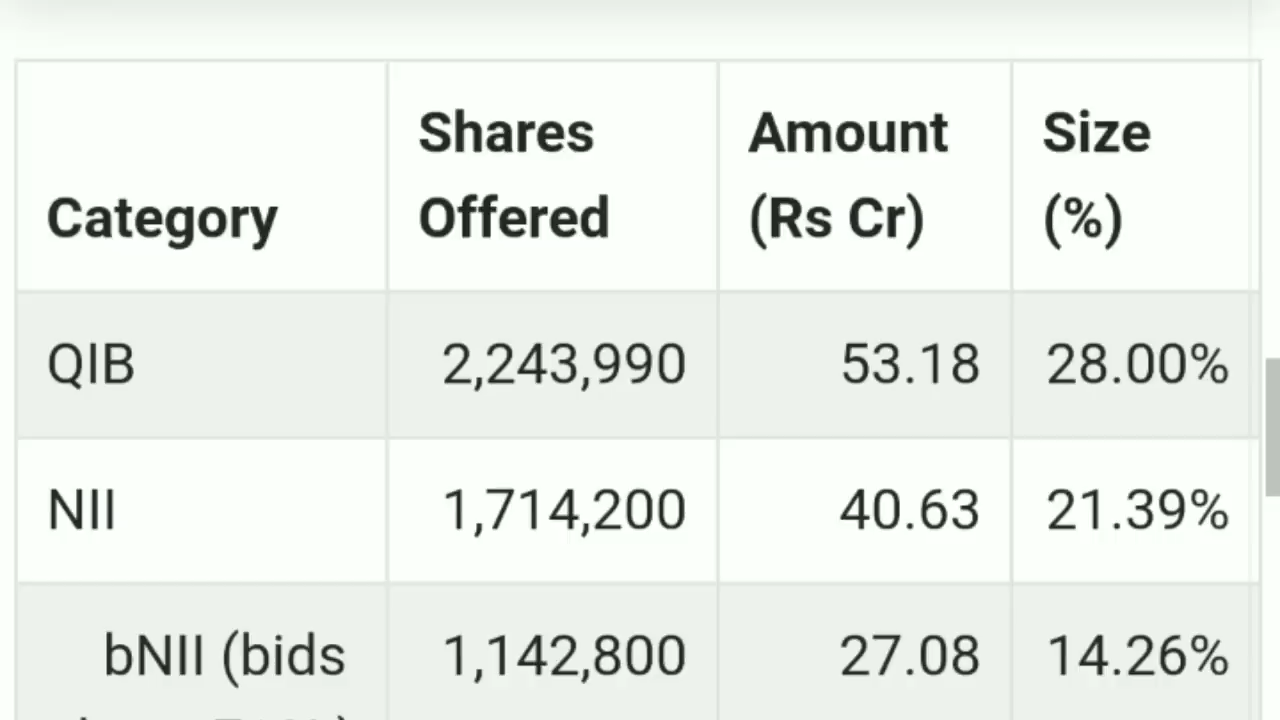 Category Shares Offered Amount (Rs Cr) Size (%)
QIB 2,243,990 53.18 28.00%
NII 1,714,200 40.63 21.39%
bNII (bids 1,142,800 27.08 14.26%